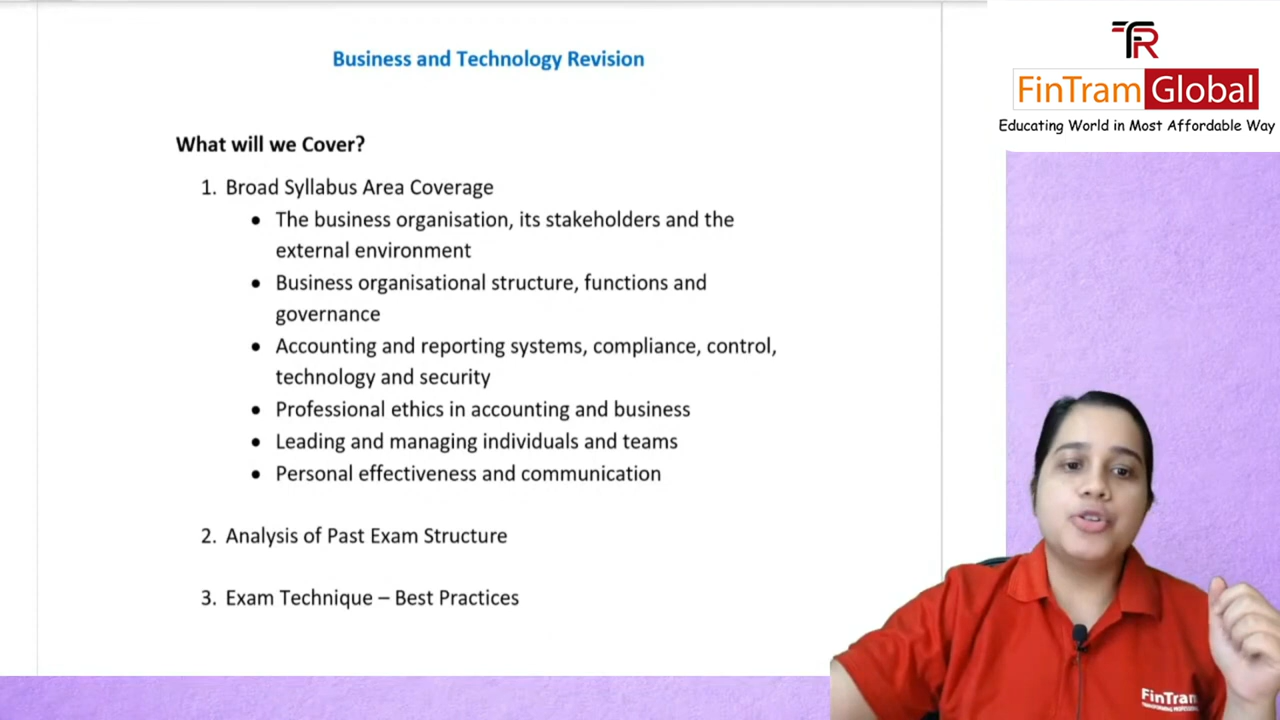 Business and Technology Revision
What will we Cover?
1. Broad Syllabus Area Coverage
• The business organisation, its stakeholders and the
external environment
• Business organisational structure, functions and
governance
• Accounting and reporting systems, compliance, control,
technology and security
• Professional ethics in accounting and business
• Leading and managing individuals and teams
• Personal effectiveness and communication
2. Analysis of Past Exam Structure
3. Exam Technique – Best Practices
FinTram Global
Educating World in Most Affordable Way
FinTram